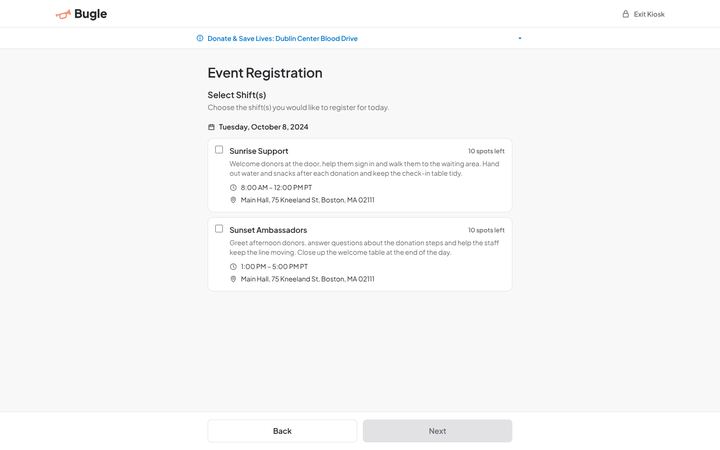 Bugle
Exit Kiosk
Donate & Save Lives: Dublin Center Blood Drive
Event Registration
Select Shift(s)
Choose the shift(s) you would like to register for today.
Tuesday, October 8, 2024
Sunrise Support
10 spots left
Welcome donors at the door, help them sign in and walk them to the waiting area. Hand
out water and snacks after each donation and keep the check-in table tidy.
8:00 AM – 12:00 PM PT
Main Hall, 75 Kneeland St, Boston, MA 02111
Sunset Ambassadors
10 spots left
Greet afternoon donors, answer questions about the donation steps and help the staff
keep the line moving. Close up the welcome table at the end of the day.
1:00 PM – 5:00 PM PT
Main Hall, 75 Kneeland St, Boston, MA 02111
Back
Next